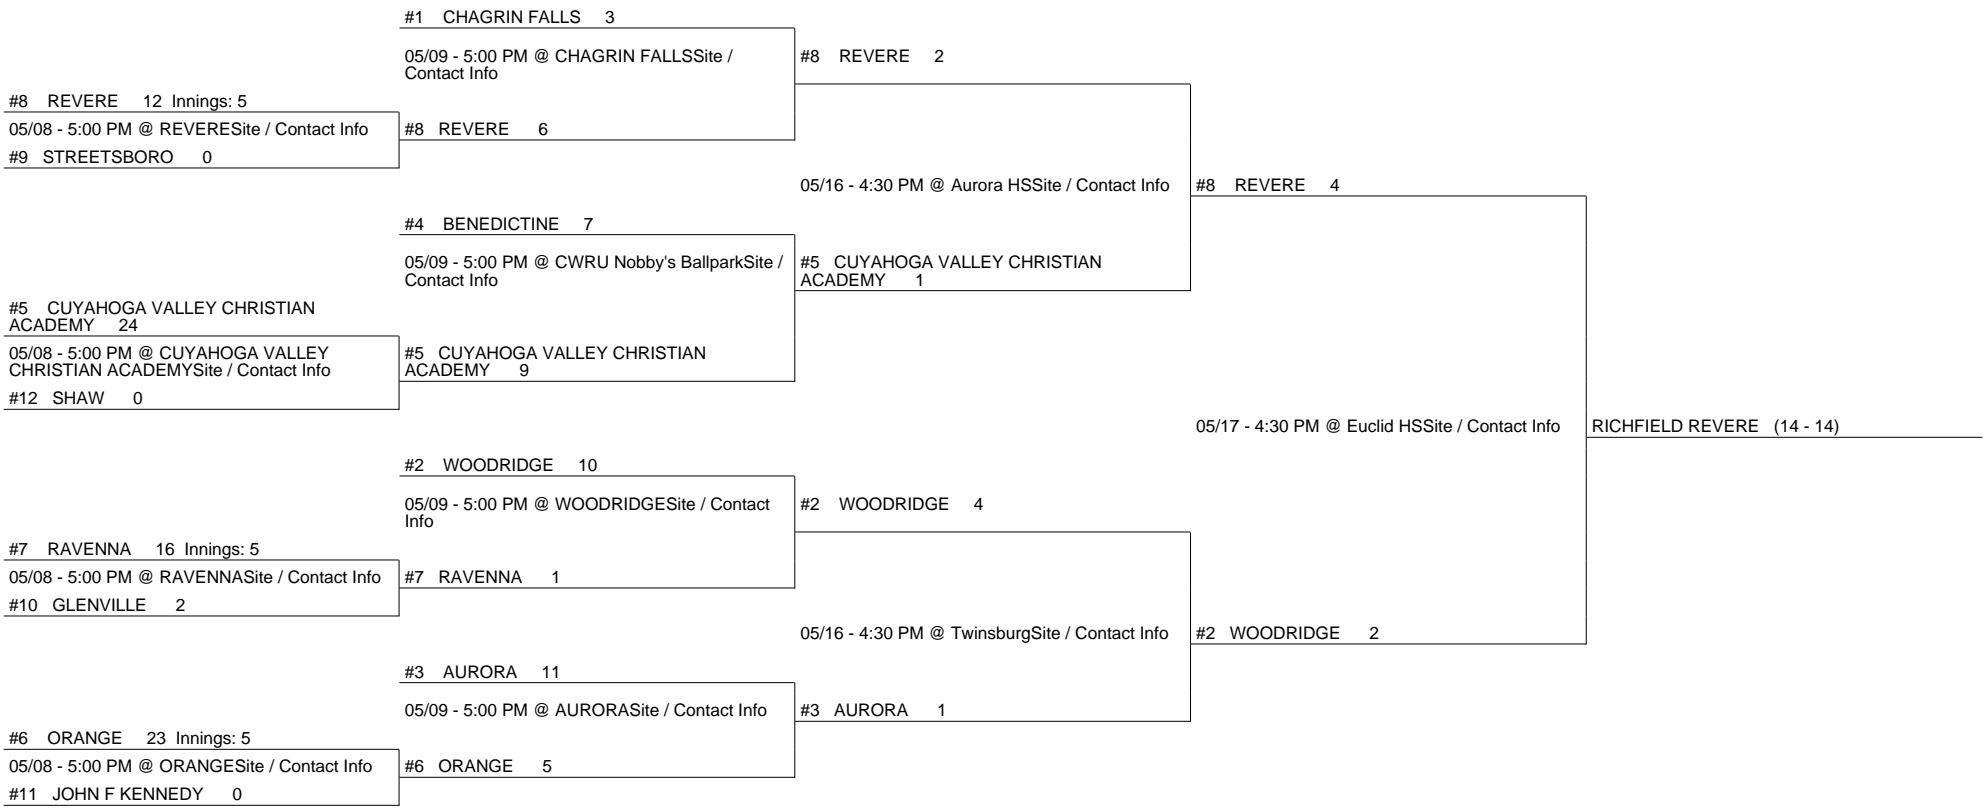 #1 CHAGRIN FALLS 3
05/09 - 5:00 PM @ CHAGRIN FALLSSite /
Contact Info
#8 REVERE 2
#8 REVERE 12 Innings: 5
05/08 - 5:00 PM @ REVERESite / Contact Info
#8 REVERE 6
#9 STREETSBORO 0
05/16 - 4:30 PM @ Aurora HSSite / Contact Info
#8 REVERE 4
#4 BENEDICTINE 7
05/09 - 5:00 PM @ CWRU Nobby's BallparkSite /
Contact Info
#5 CUYAHOGA VALLEY CHRISTIAN
ACADEMY 1
#5 CUYAHOGA VALLEY CHRISTIAN
ACADEMY 24
05/08 - 5:00 PM @ CUYAHOGA VALLEY
CHRISTIAN ACADEMYSite / Contact Info
#5 CUYAHOGA VALLEY CHRISTIAN
ACADEMY 9
#12 SHAW 0
05/17 - 4:30 PM @ Euclid HSSite / Contact Info
RICHFIELD REVERE (14 - 14)
#2 WOODRIDGE 10
05/09 - 5:00 PM @ WOODRIDGESite / Contact
Info
#2 WOODRIDGE 4
#7 RAVENNA 16 Innings: 5
05/08 - 5:00 PM @ RAVENNASite / Contact Info
#7 RAVENNA 1
#10 GLENVILLE 2
05/16 - 4:30 PM @ TwinsburgSite / Contact Info
#2 WOODRIDGE 2
#3 AURORA 11
05/09 - 5:00 PM @ AURORASite / Contact Info
#3 AURORA 1
#6 ORANGE 23 Innings: 5
05/08 - 5:00 PM @ ORANGESite / Contact Info
#6 ORANGE 5
#11 JOHN F KENNEDY 0